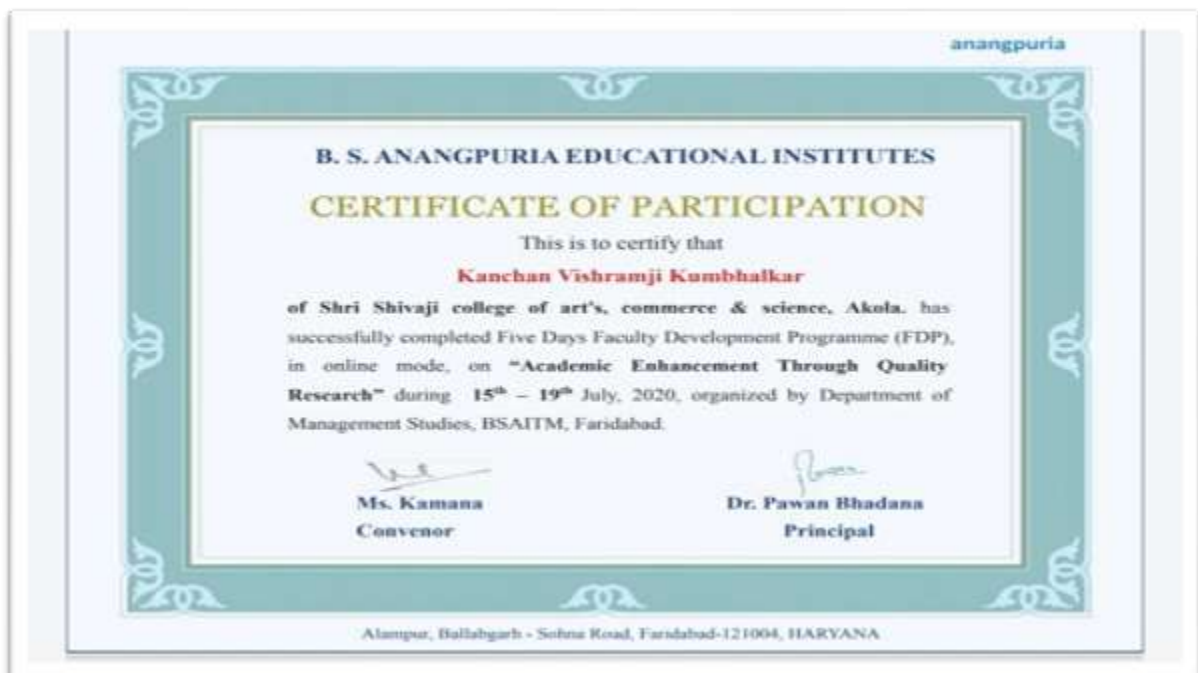 anangpuria
B. S. ANANGPURIA EDUCATIONAL INSTITUTES
CERTIFICATE OF PARTICIPATION
This is to certify that
Kanchan Vishramji Kumbhalkar
of Shri Shivaji college of art's, commerce & science, Akola. has
successfully completed Five Days Faculty Development Programme (FDP),
in online mode, on "Academic Enhancement Through Quality
Research" during 15th – 19th July, 2020, organized by Department of
Management Studies, BSAITM, Faridabad.
Ms. Kamana
Dr. Pawan Bhadana
Convenor
Principal
Alampur, Ballabgarh - Sohna Road, Faridabad-121004, HARYANA